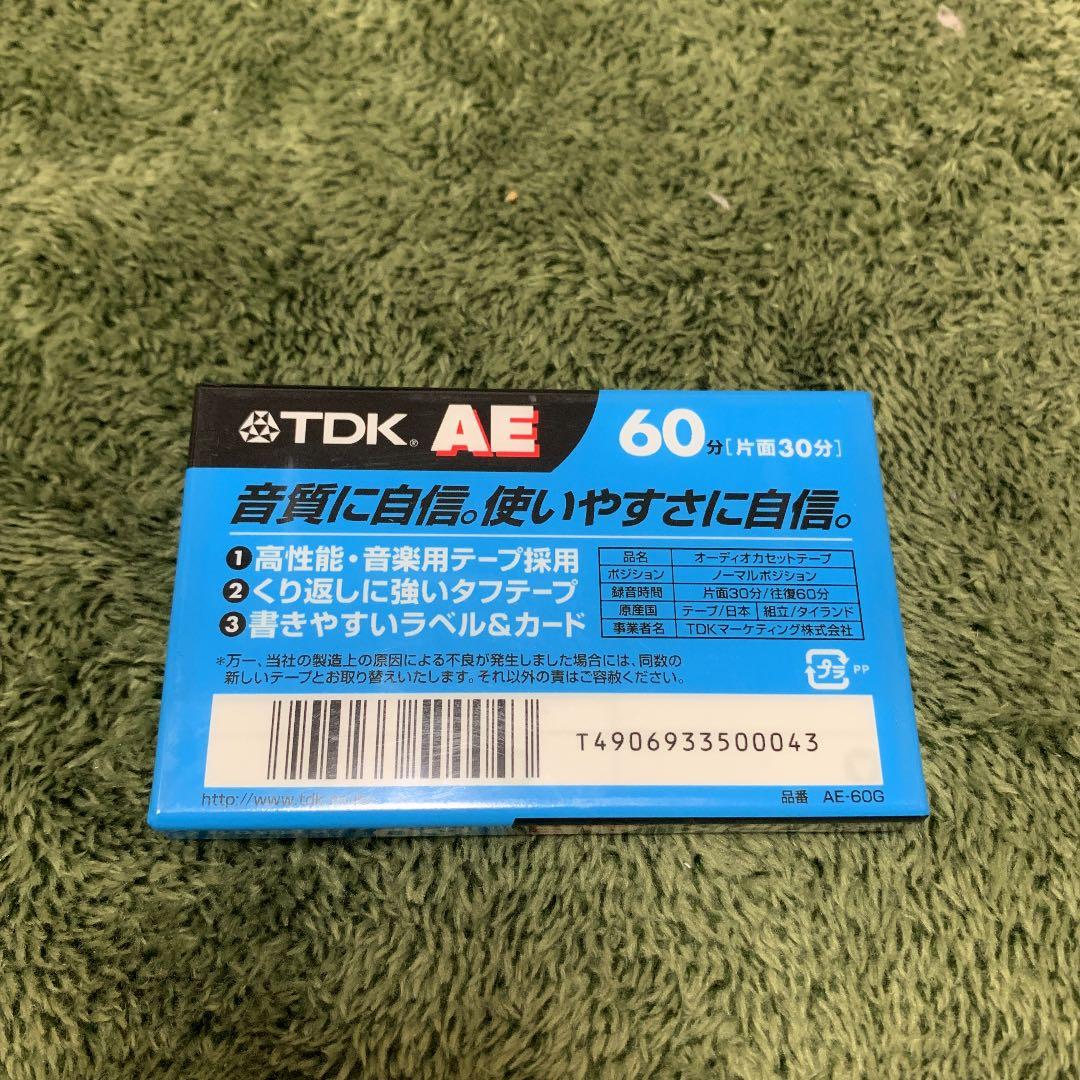 TDK® AE 60分[片面30分]
音質に自信。使いやすさに自信。
1 高性能・音楽用テープ採用
2 くり返しに強いタフテープ
3 書きやすいラベル&カード
品名 オーディオカセットテープ
ポジション ノーマルポジション
録音時間 片面30分/往復60分
原産国 テープ/日本 組立/タイランド
事業者名 TDKマーケティング株式会社
*万一、当社の製造上の原因による不良が発生しました場合には、同数の
新しいテープとお取り替えいたします。それ以外の責はご容赦ください。
プラ PP
T4906933500043
http://www.tdk.
品番 AE-60G